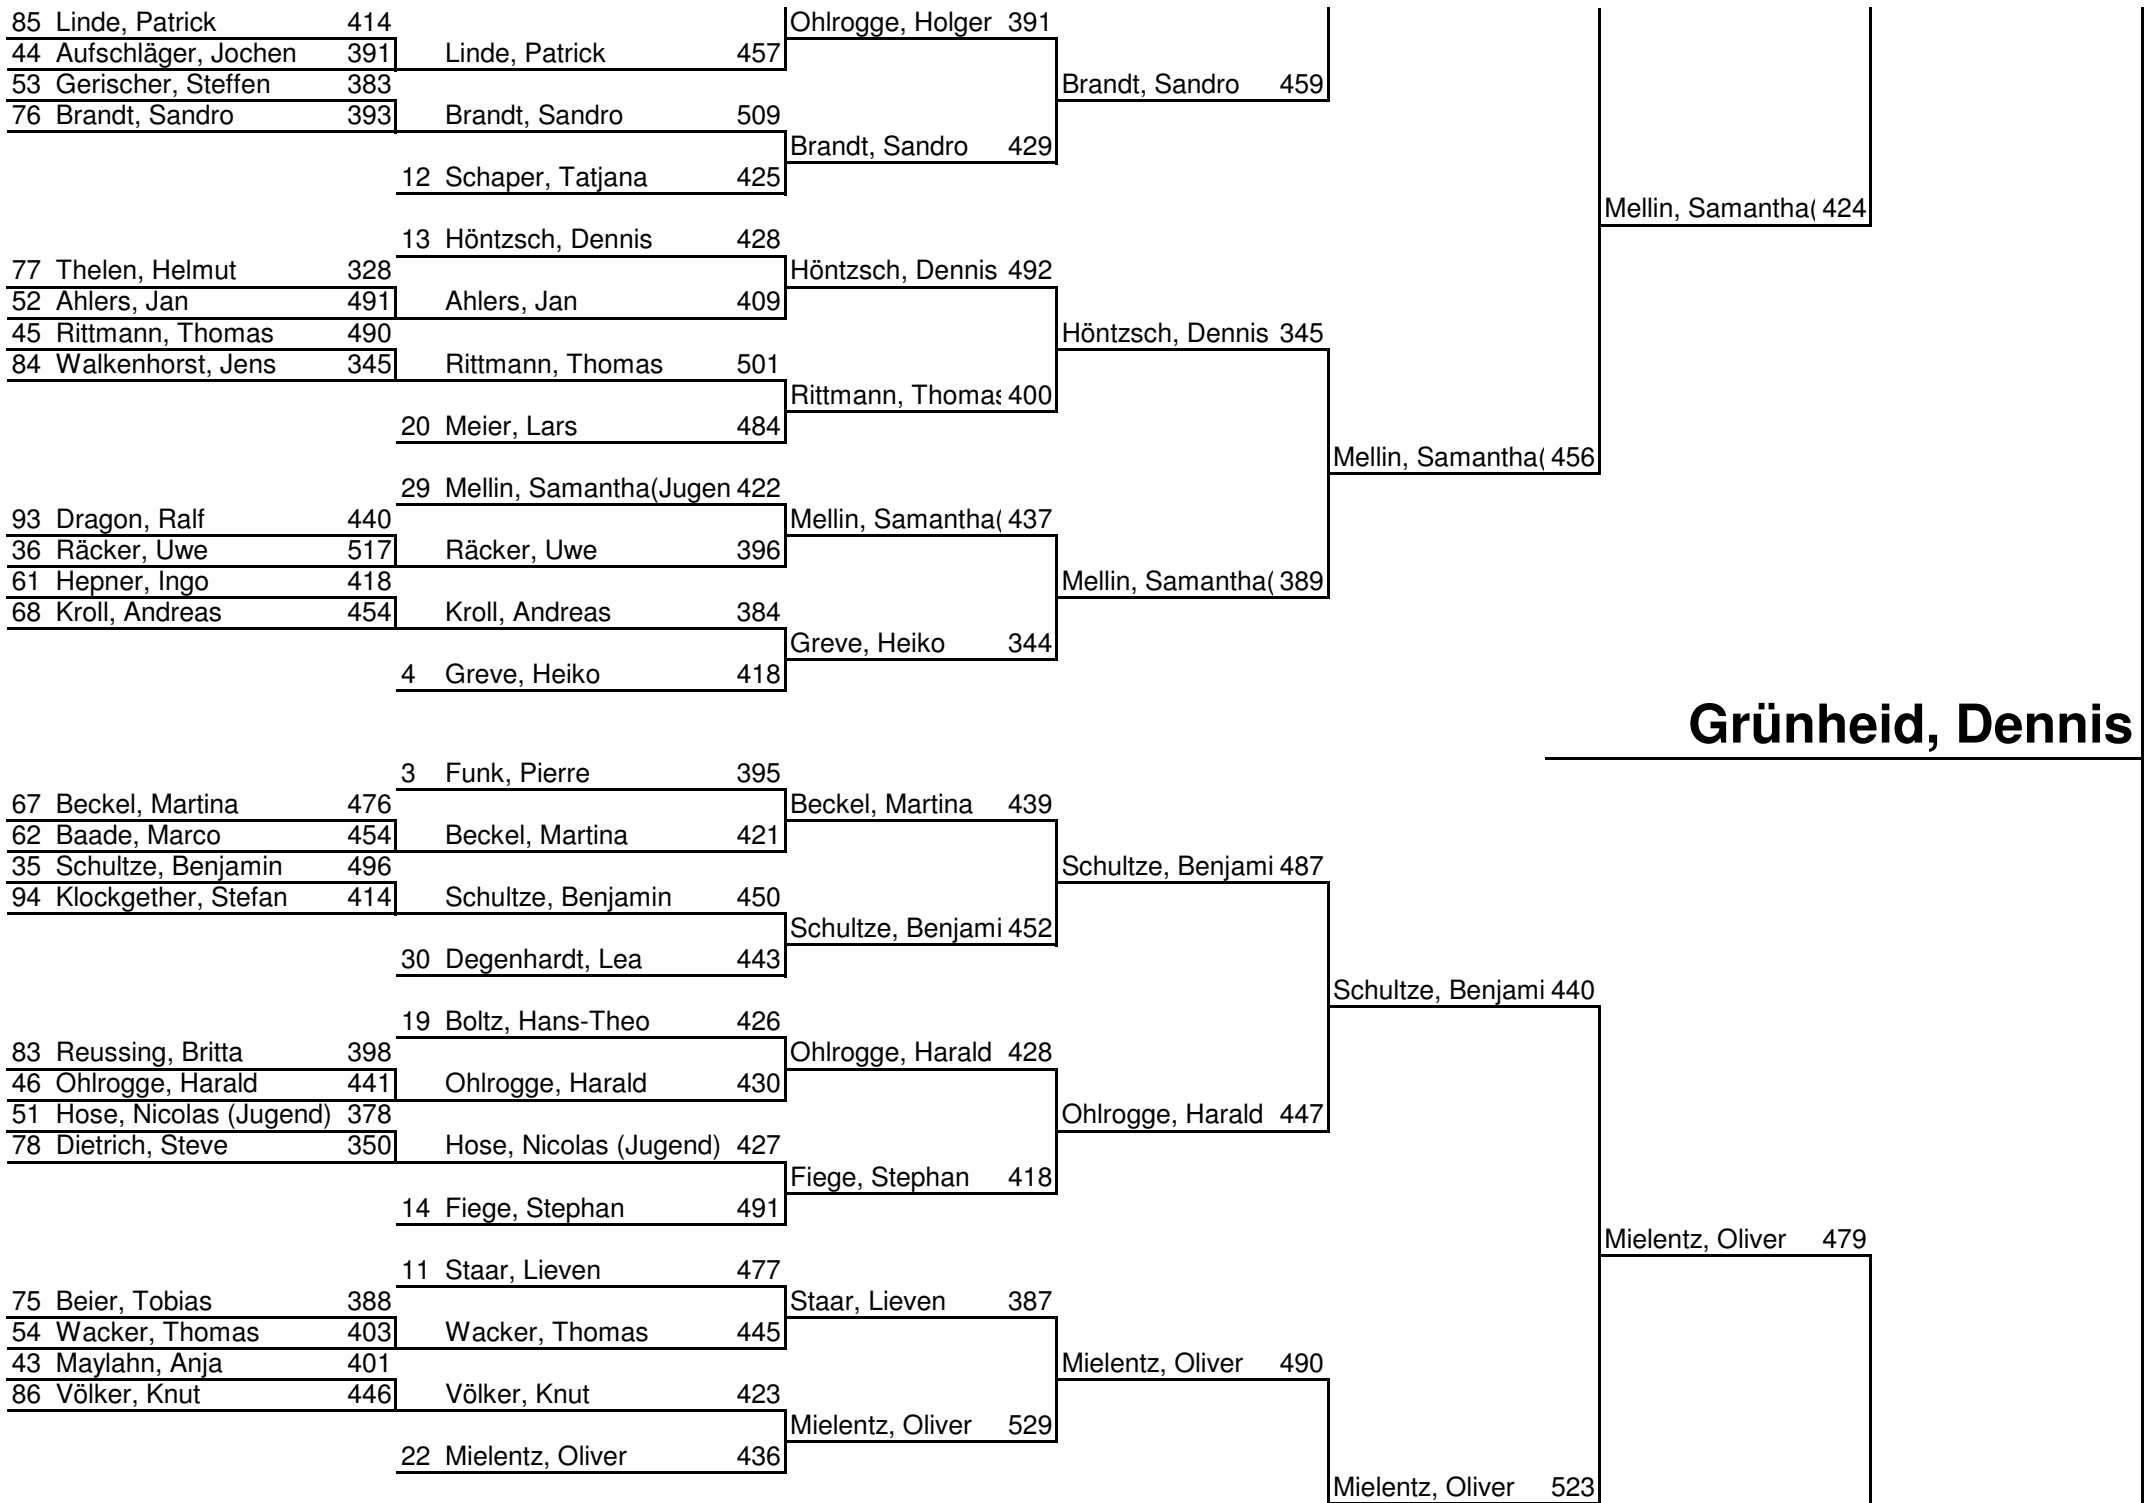 85 Linde, Patrick 414 Ohlrogge, Holger 391
44 Aufschläger, Jochen 391 Linde, Patrick 457
53 Gerischer, Steffen 383 Brandt, Sandro 459
76 Brandt, Sandro 393 Brandt, Sandro 509
Brandt, Sandro 429
12 Schaper, Tatjana 425
Mellin, Samantha( 424
13 Höntzsch, Dennis 428
77 Thelen, Helmut 328 Höntzsch, Dennis 492
52 Ahlers, Jan 491 Ahlers, Jan 409
45 Rittmann, Thomas 490 Höntzsch, Dennis 345
84 Walkenhorst, Jens 345 Rittmann, Thomas 501
Rittmann, Thomas 400
20 Meier, Lars 484
Mellin, Samantha( 456
29 Mellin, Samantha(Jugen 422
93 Dragon, Ralf 440 Mellin, Samantha( 437
36 Räcker, Uwe 517 Räcker, Uwe 396
61 Hepner, Ingo 418 Mellin, Samantha( 389
68 Kroll, Andreas 454 Kroll, Andreas 384
Greve, Heiko 344
4 Greve, Heiko 418
Grünheid, Dennis
3 Funk, Pierre 395
67 Beckel, Martina 476 Beckel, Martina 439
62 Baade, Marco 454 Beckel, Martina 421
35 Schultze, Benjamin 496 Schultze, Benjami 487
94 Klockgether, Stefan 414 Schultze, Benjamin 450
Schultze, Benjami 452
30 Degenhardt, Lea 443
Schultze, Benjami 440
19 Boltz, Hans-Theo 426
83 Reussing, Britta 398 Ohlrogge, Harald 428
46 Ohlrogge, Harald 441 Ohlrogge, Harald 430
51 Hose, Nicolas (Jugend) 378 Ohlrogge, Harald 447
78 Dietrich, Steve 350 Hose, Nicolas (Jugend) 427
Fiege, Stephan 418
14 Fiege, Stephan 491
Mielentz, Oliver 479
11 Staar, Lieven 477
75 Beier, Tobias 388 Staar, Lieven 387
54 Wacker, Thomas 403 Wacker, Thomas 445
43 Maylahn, Anja 401 Mielentz, Oliver 490
86 Völker, Knut 446 Völker, Knut 423
Mielentz, Oliver 529
22 Mielentz, Oliver 436
Mielentz, Oliver 523